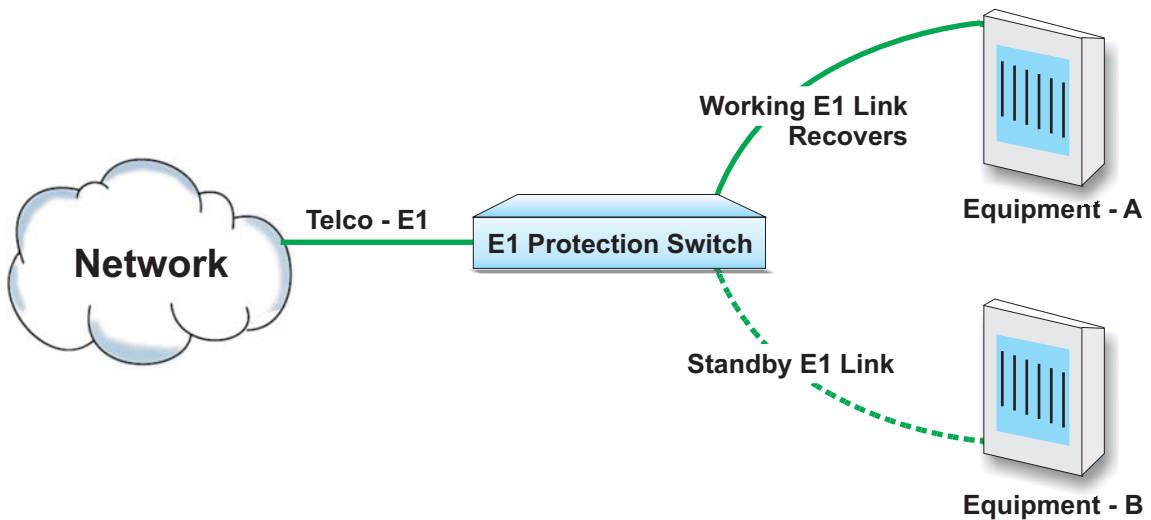 Working E1 Link
Recovers
Equipment - A
Telco - E1
E1 Protection Switch
Network
Standby E1 Link
Equipment - B